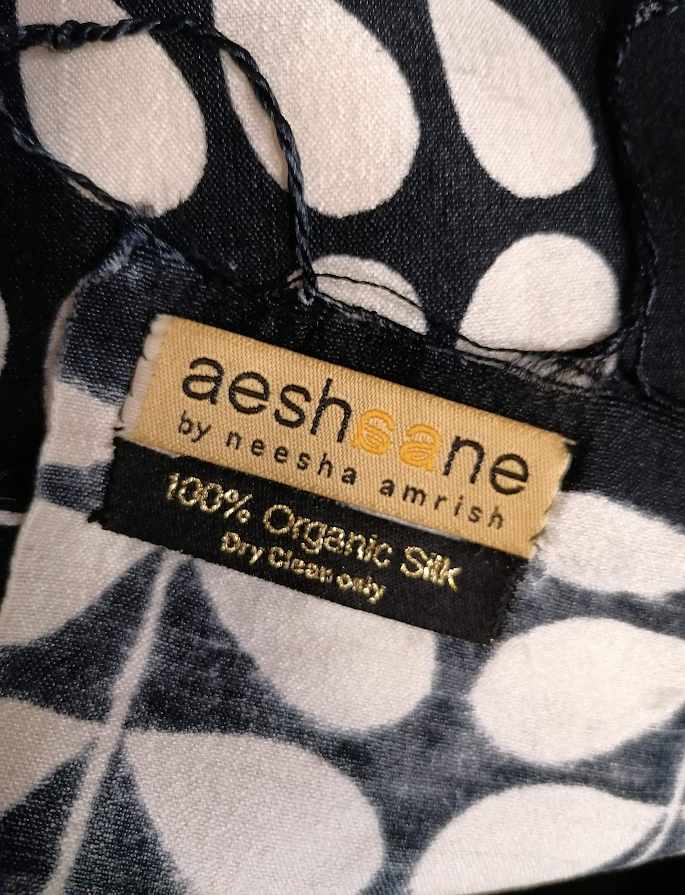 aeshaane
by neesha amrish
100% Organic Silk
Dry Clean only